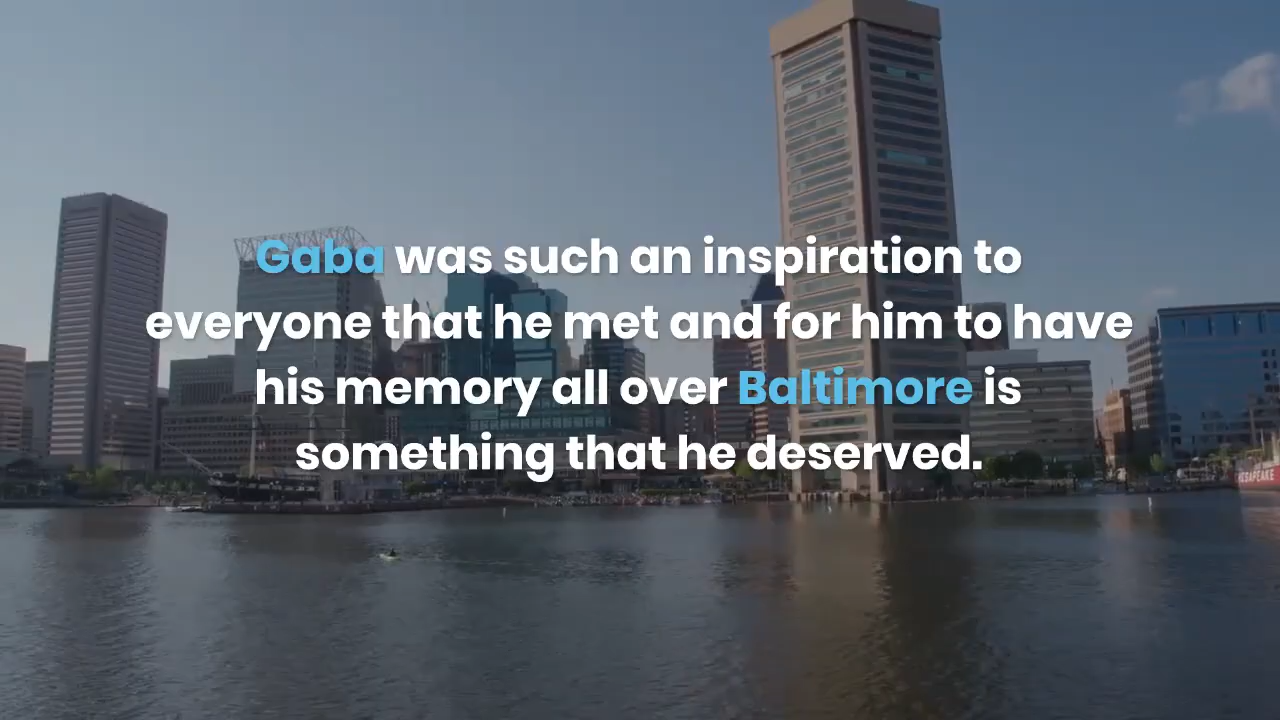 Gaba was such an inspiration to
everyone that he met and for him to have
his memory all over Baltimore is
something that he deserved.